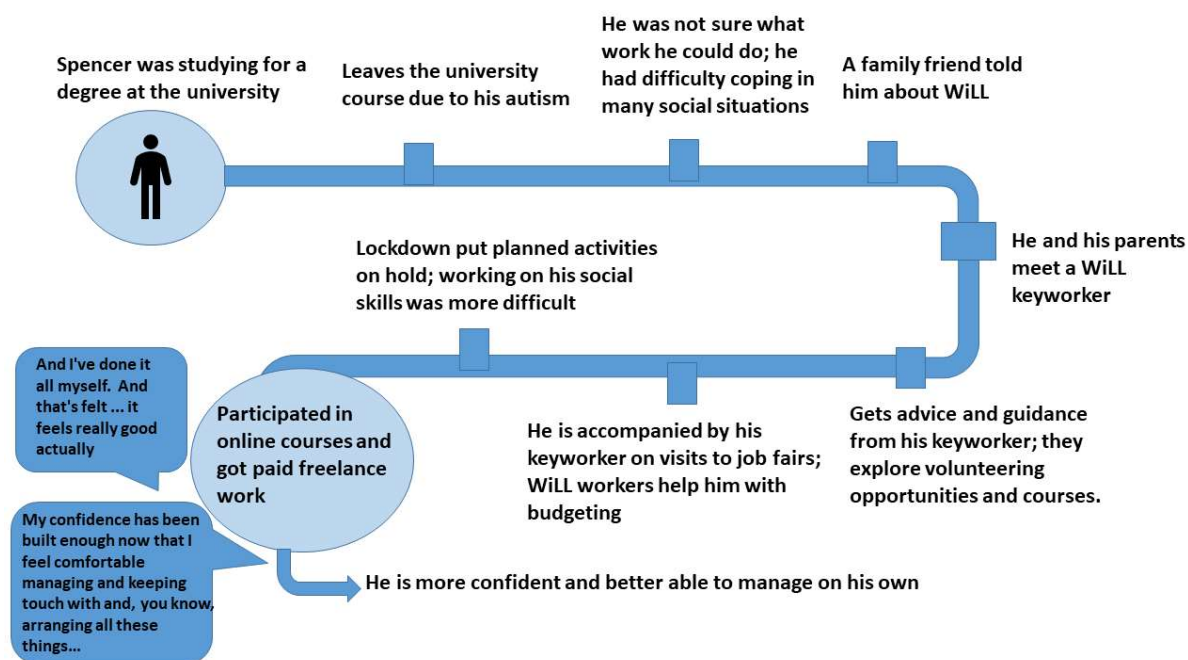 Spencer was studying for a
degree at the university
Leaves the university
course due to his autism
He was not sure what
work he could do; he
had difficulty coping in
many social situations
A family friend told
him about WiLL
He and his parents
meet a WiLL
keyworker
Gets advice and guidance
from his keyworker; they
explore volunteering
opportunities and courses.
He is accompanied by his
keyworker on visits to job fairs;
WiLL workers help him with
budgeting
Lockdown put planned activities
on hold; working on his social
skills was more difficult
Participated in
online courses and
got paid freelance
work
And I've done it
all myself.  And
that's felt ... it
feels really good
actually
My confidence has been
built enough now that I
feel comfortable
managing and keeping
touch with and, you know,
arranging all these
things...
He is more confident and better able to manage on his own